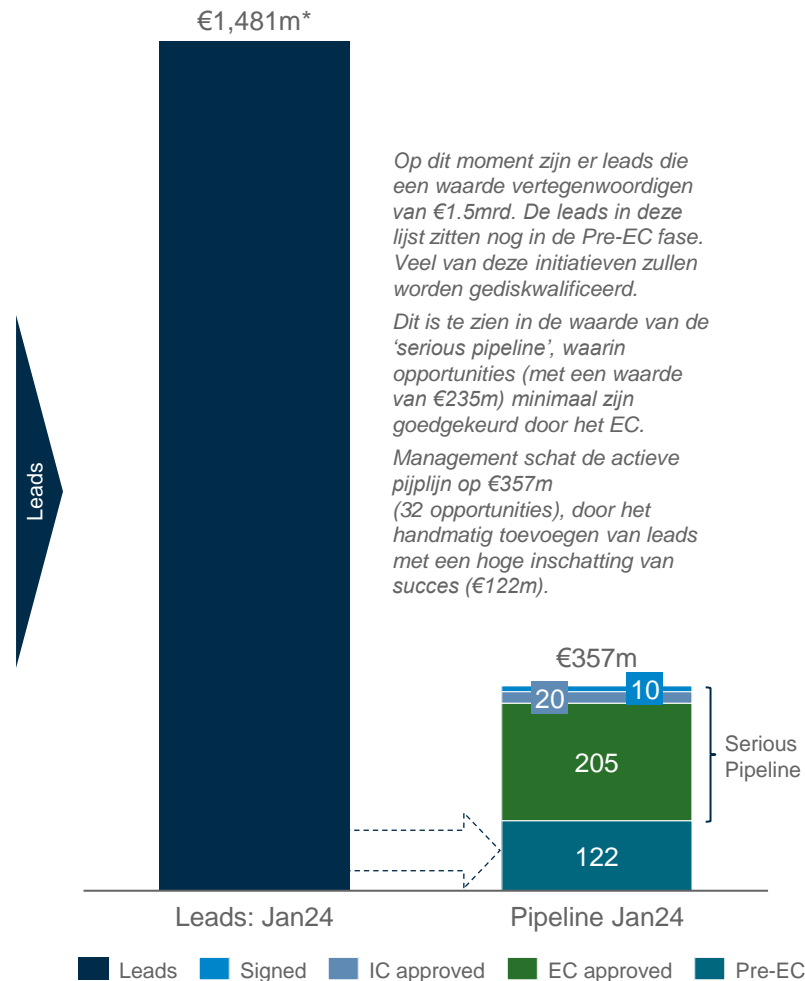 €1,481m*
Op dit moment zijn er leads die
een waarde vertegenwoordigen
van €1.5mrd. De leads in deze
lijst zitten nog in de Pre-EC fase.
Veel van deze initiatieven zullen
worden gediskwalificeerd.
Dit is te zien in de waarde van de
‘serious pipeline’, waarin
opportunities (met een waarde
van €235m) minimaal zijn
goedgekeurd door het EC.
Management schat de actieve
pijplijn op €357m
(32 opportunities), door het
handmatig toevoegen van leads
met een hoge inschatting van
succes (€122m).
Leads
€357m
20
10
205
Serious
Pipeline
122
Leads: Jan24
Pipeline Jan24
Leads
Signed
IC approved
EC approved
Pre-EC